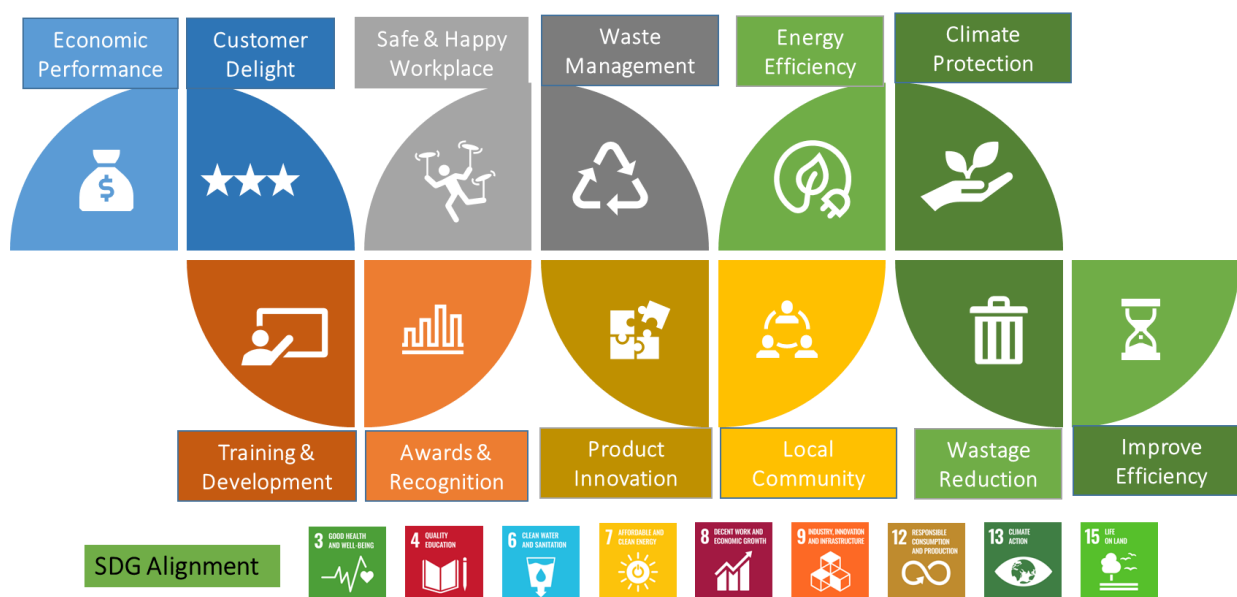 Economic
Performance
Customer
Delight
Safe & Happy
Workplace
Waste
Management
Energy
Efficiency
Climate
Protection
$
Training &
Development
Awards &
Recognition
Product
Innovation
Local
Community
Wastage
Reduction
Improve
Efficiency
SDG Alignment
3 GOOD HEALTH
AND WELL-BEING
4 QUALITY
EDUCATION
6 CLEAN WATER
AND SANITATION
7 AFFORDABLE AND
CLEAN ENERGY
8 DECENT WORK AND
ECONOMIC GROWTH
9 INDUSTRY, INNOVATION
AND INFRASTRUCTURE
12 RESPONSIBLE
CONSUMPTION
AND PRODUCTION
13 CLIMATE
ACTION
15 LIFE
ON LAND